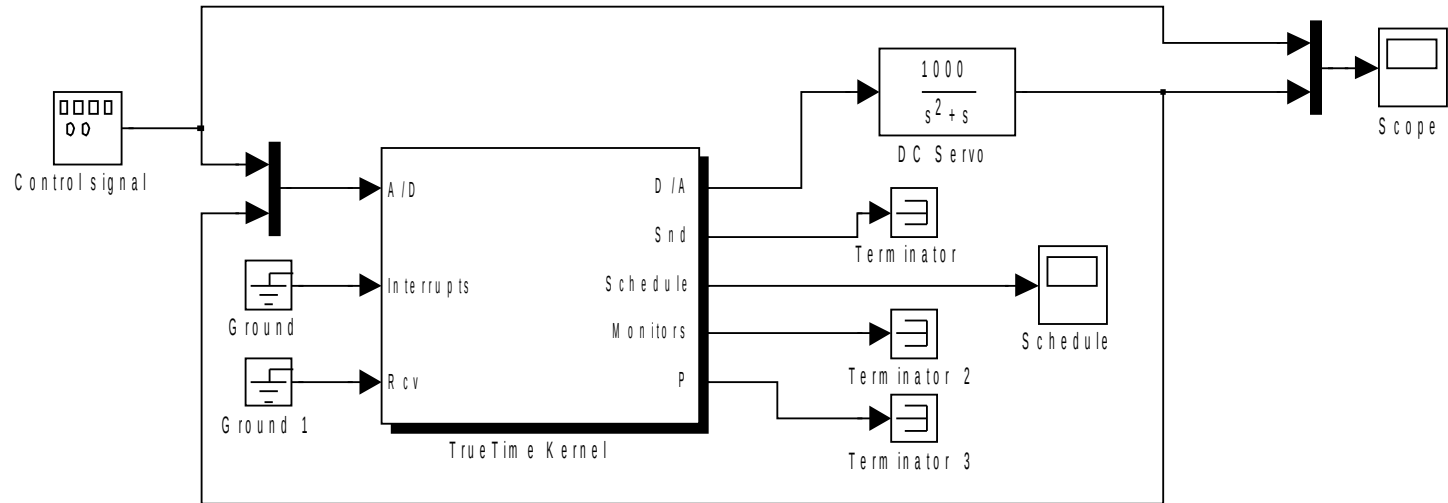 1000
s2+s
DC Servo
Scope
Control signal
A/D
D/A
Snd
Terminator
Interrupts
Schedule
Ground
Monitors
Schedule
Rcv
P
Terminator 2
Ground 1
TrueTime Kernel
Terminator 3